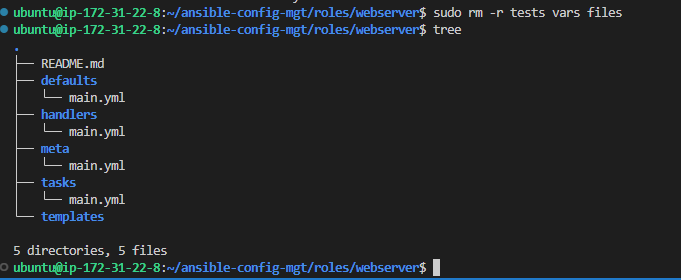 ubuntu@ip-172-31-22-8:~/ansible-config-mgt/roles/webserver$ sudo rm -r tests vars files
ubuntu@ip-172-31-22-8:~/ansible-config-mgt/roles/webserver$ tree
.
├── README.md
├── defaults
│   └── main.yml
├── handlers
│   └── main.yml
├── meta
│   └── main.yml
├── tasks
│   └── main.yml
└── templates
5 directories, 5 files
ubuntu@ip-172-31-22-8:~/ansible-config-mgt/roles/webserver$